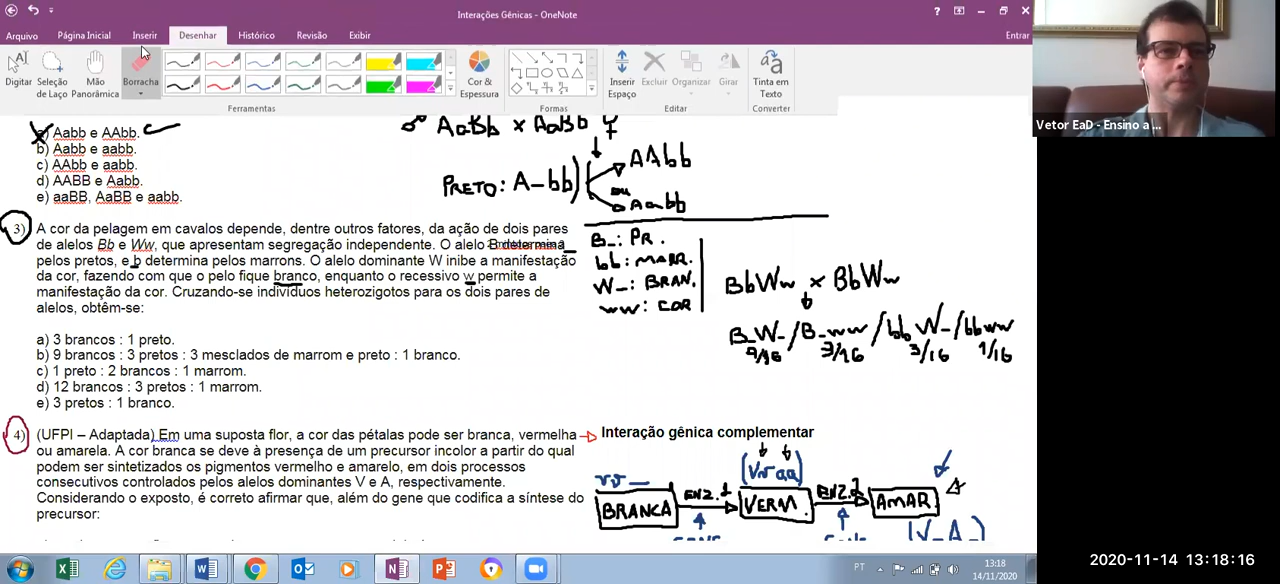 Interações Gênicas - OneNote
Arquivo Página Inicial Inserir Desenhar Histórico Revisão Exibir Entrar
Digitar Seleção de Laço Mão Panorâmica Borracha Cor & Espessura Inserir Espaço Excluir Organizar Girar Tinta em Texto
Ferramentas Formas Editar Converter
Vetor EaD - Ensino a ...
a) Aabb e AAbb.
b) Aabb e aabb.
c) AAbb e aabb.
d) AABB e Aabb.
e) aaBB, AaBB e aabb.
♂ AaBb x AaBb ♀
PRETO: A_bb
AAbb
ou
Aabb
3) A cor da pelagem em cavalos depende, dentre outros fatores, da ação de dois pares
de alelos Bb e Ww, que apresentam segregação independente. O alelo B determina
pelos pretos, e b determina pelos marrons. O alelo dominante W inibe a manifestação
da cor, fazendo com que o pelo fique branco, enquanto o recessivo w permite a
manifestação da cor. Cruzando-se indivíduos heterozigotos para os dois pares de
alelos, obtêm-se:
a) 3 brancos : 1 preto.
b) 9 brancos : 3 pretos : 3 mesclados de marrom e preto : 1 branco.
c) 1 preto : 2 brancos : 1 marrom.
d) 12 brancos : 3 pretos : 1 marrom.
e) 3 pretos : 1 branco.
B_: PR.
bb: MARR.
W_: BRAN.
ww: COR
BbWw x BbWw
B_W_ / B_ww / bbW_ / bbww
9/16 3/16 3/16 1/16
4) (UFPI – Adaptada) Em uma suposta flor, a cor das pétalas pode ser branca, vermelha
ou amarela. A cor branca se deve à presença de um precursor incolor a partir do qual
podem ser sintetizados os pigmentos vermelho e amarelo, em dois processos
consecutivos controlados pelos alelos dominantes V e A, respectivamente.
Considerando o exposto, é correto afirmar que, além do gene que codifica a síntese do
precursor:
Interação gênica complementar
vv __
BRANCA
ENZ. 1
VERM.
ENZ. 2
AMAR.
(V_A_)
PT
13:18
14/11/2020
2020-11-14 13:18:16